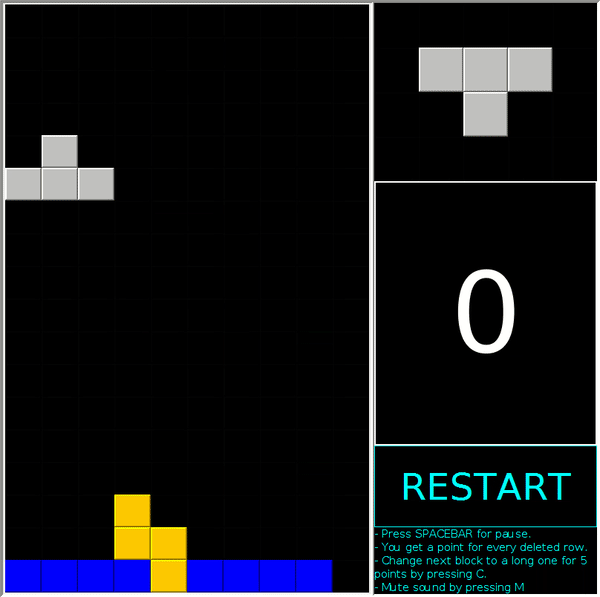 0
RESTART
- Press SPACEBAR for pause.
- You get a point for every deleted row.
- Change next block to a long one for 5
points by pressing C.
- Mute sound by pressing M